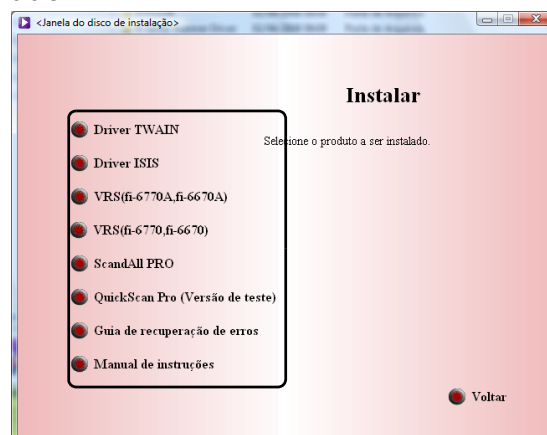 <Janela do disco de instalação>
Instalar
Selecione o produto a ser instalado.
Driver TWAIN
Driver ISIS
VRS(fi-6770A,fi-6670A)
VRS(fi-6770,fi-6670)
ScandAll PRO
QuickScan Pro (Versão de teste)
Guia de recuperação de erros
Manual de instruções
Voltar